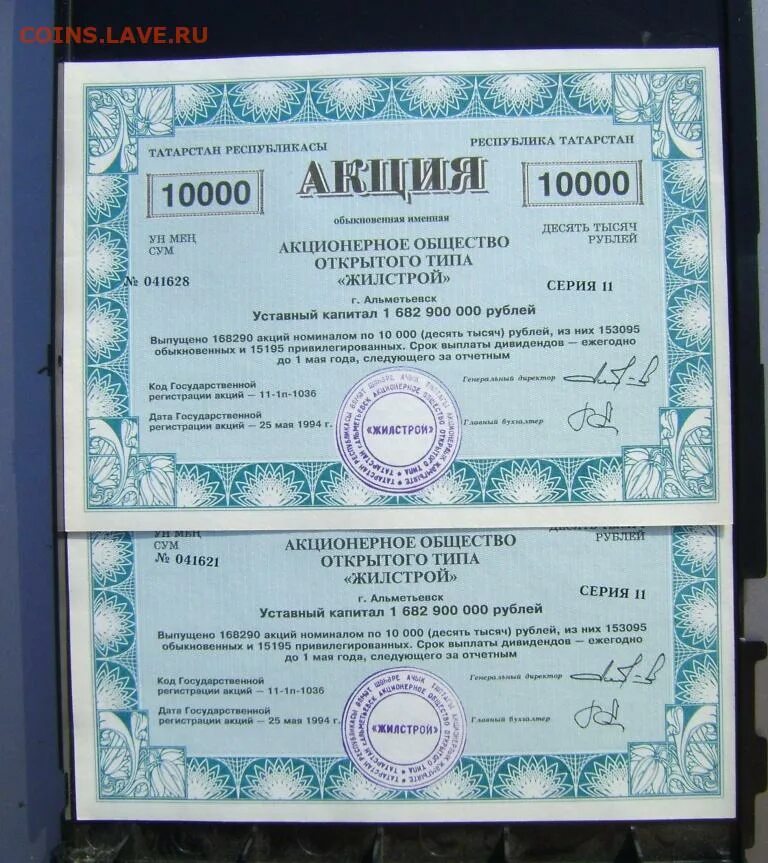 COINS.LAVE.RU
ТАТАРСТАН РЕСПУБЛИКАСЫ
РЕСПУБЛИКА ТАТАРСТАН
АКЦИЯ
10000
10000
обыкновенная именная
УН МЕҢ
СУМ
ДЕСЯТЬ ТЫСЯЧ
РУБЛЕЙ
АКЦИОНЕРНОЕ ОБЩЕСТВО
ОТКРЫТОГО ТИПА
«ЖИЛСТРОЙ»
№ 041628
СЕРИЯ 11
г. Альметьевск
Уставный капитал 1 682 900 000 рублей
Выпущено 168290 акций номиналом по 10 000 (десять тысяч) рублей, из них 153095
обыкновенных и 15195 привилегированных. Срок выплаты дивидендов — ежегодно
до 1 мая года, следующего за отчетным
Код Государственной
регистрации акций — 11-1п-1036
Генеральный директор
Дата Государственной
регистрации акций — 25 мая 1994 г.
Главный бухгалтер
«ЖИЛСТРОЙ»
УН МЕҢ
СУМ
ДЕСЯТЬ ТЫСЯЧ
РУБЛЕЙ
АКЦИОНЕРНОЕ ОБЩЕСТВО
ОТКРЫТОГО ТИПА
«ЖИЛСТРОЙ»
№ 041621
СЕРИЯ 11
г. Альметьевск
Уставный капитал 1 682 900 000 рублей
Выпущено 168290 акций номиналом по 10 000 (десять тысяч) рублей, из них 153095
обыкновенных и 15195 привилегированных. Срок выплаты дивидендов — ежегодно
до 1 мая года, следующего за отчетным
Код Государственной
регистрации акций — 11-1п-1036
Генеральный директор
Дата Государственной
регистрации акций — 25 мая 1994 г.
Главный бухгалтер
«ЖИЛСТРОЙ»